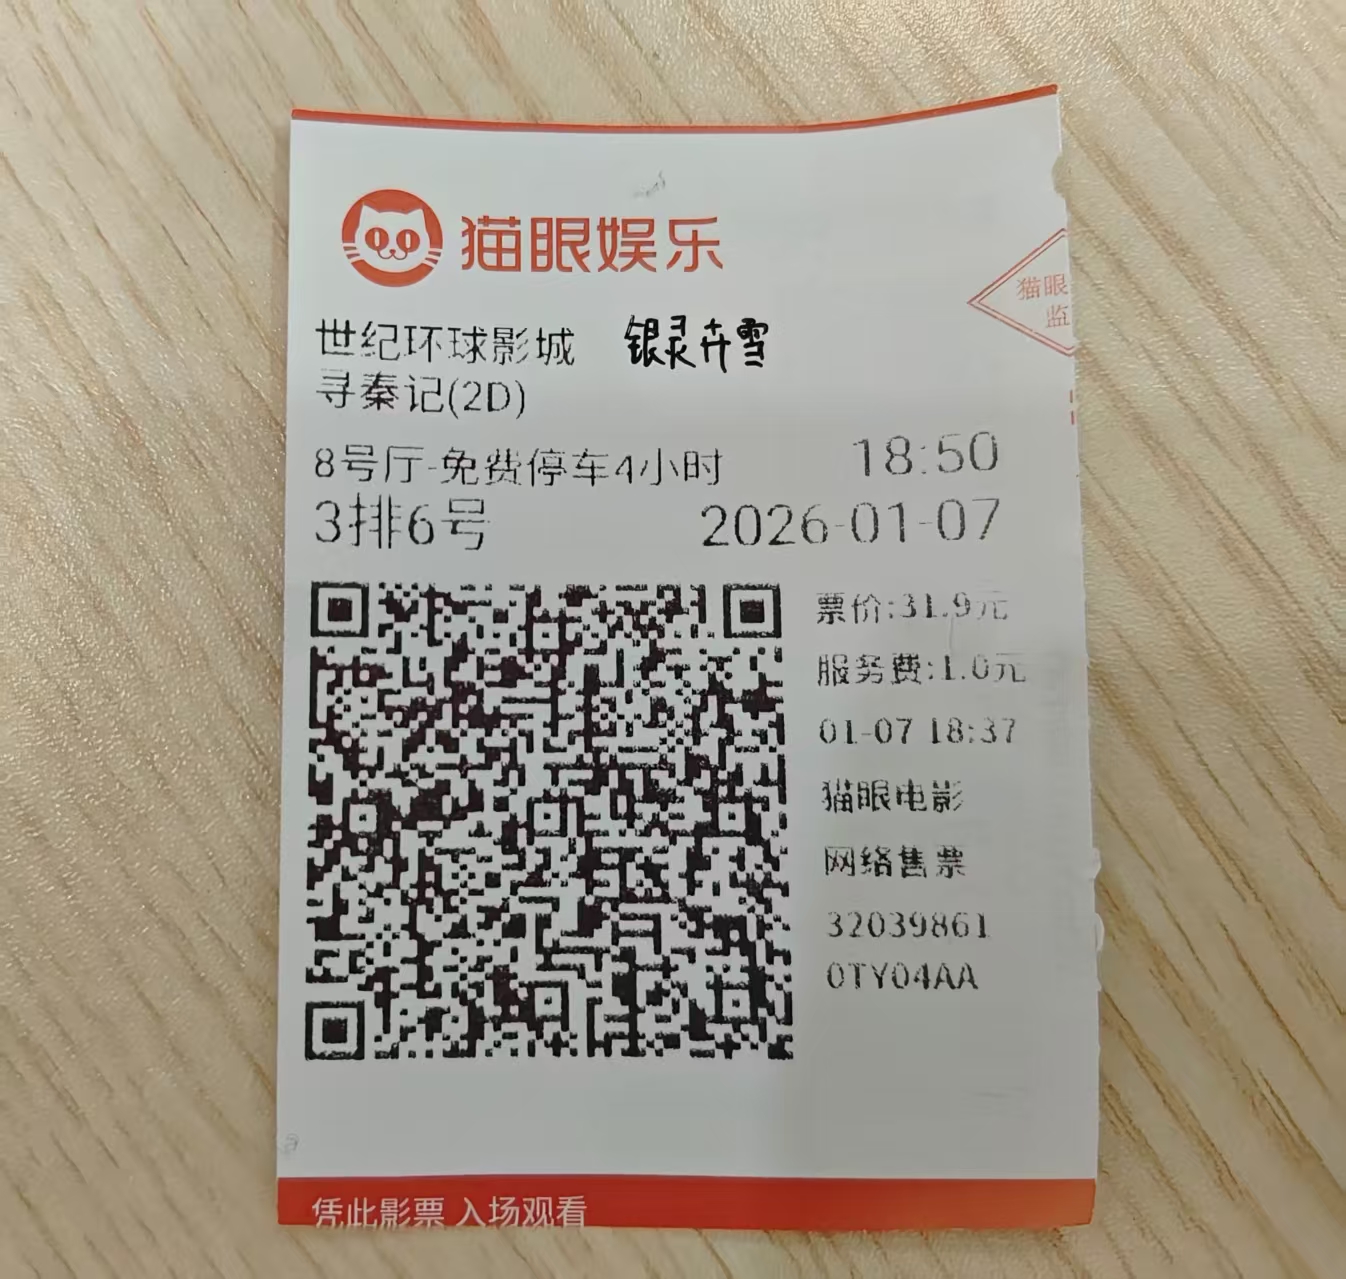 猫眼娱乐
猫眼
监
世纪环球影城 银灵卉雪
寻秦记(2D)
8号厅-免费停车4小时 18:50
3排6号 2026-01-07
票价:31.9元
服务费:1.0元
01-07 18:37
猫眼电影
网络售票
32039861
0TY04AA
凭此影票 入场观看